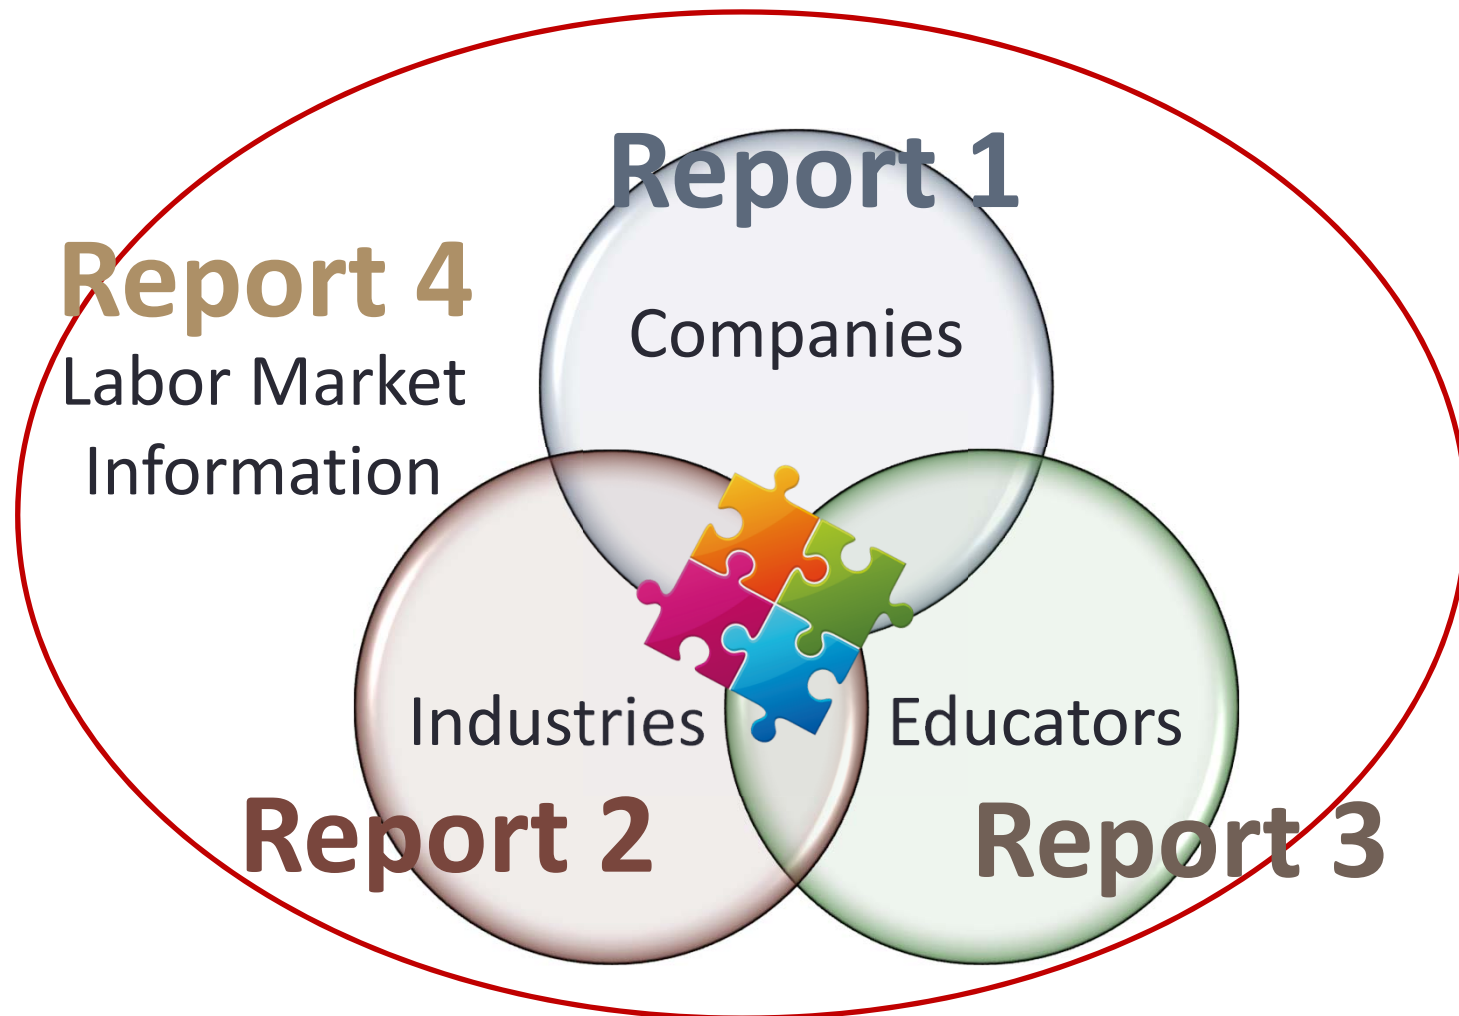 Report 1
Companies
Report 4
Labor Market
Information
Industries
Educators
Report 2
Report 3